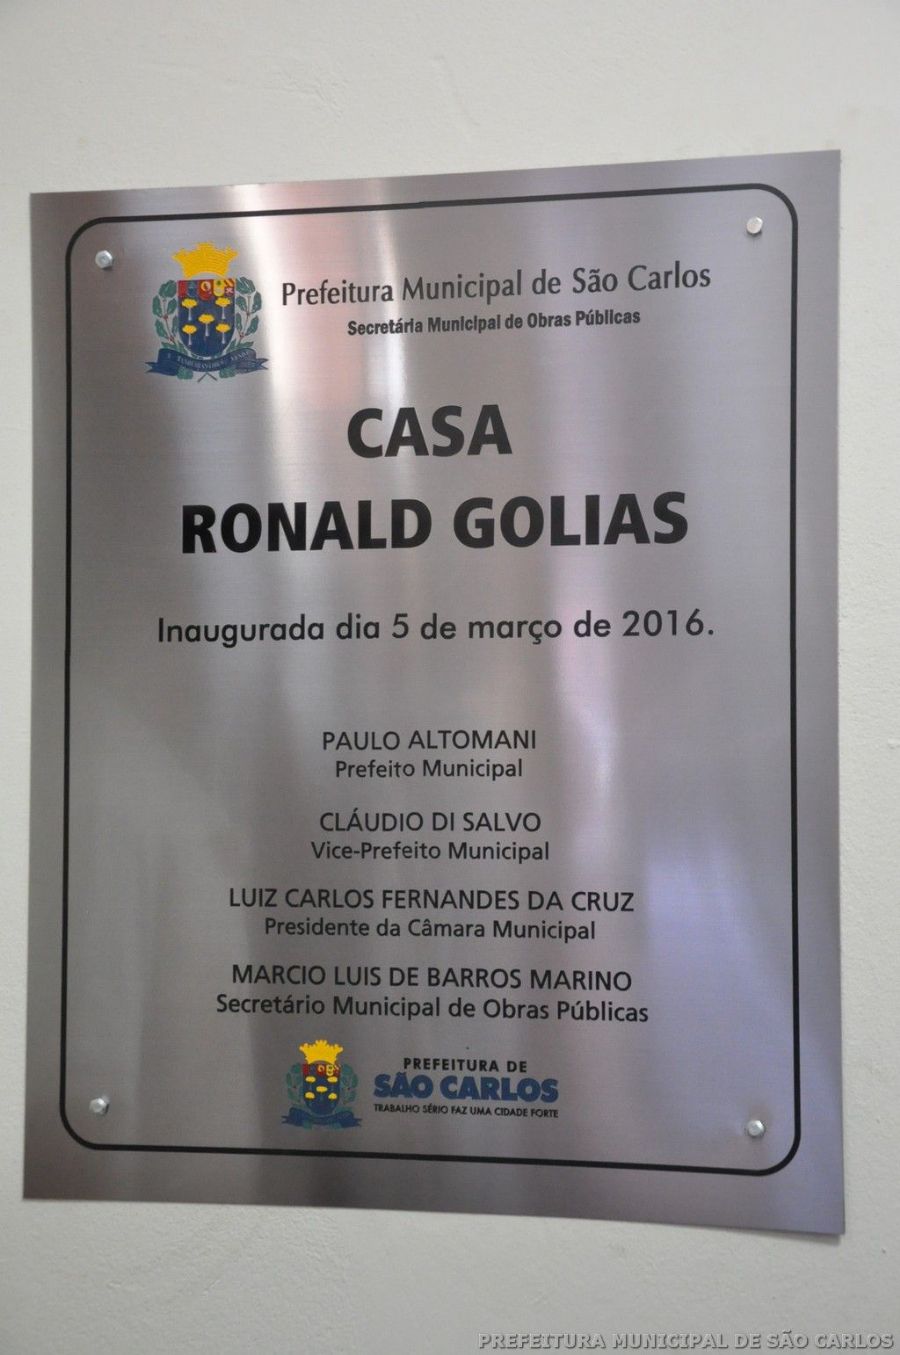 Prefeitura Municipal de São Carlos
Secretária Municipal de Obras Públicas
CASA
RONALD GOLIAS
Inaugurada dia 5 de março de 2016.
PAULO ALTOMANI
Prefeito Municipal
CLÁUDIO DI SALVO
Vice-Prefeito Municipal
LUIZ CARLOS FERNANDES DA CRUZ
Presidente da Câmara Municipal
MARCIO LUIS DE BARROS MARINO
Secretário Municipal de Obras Públicas
PREFEITURA DE
SÃO CARLOS
TRABALHO SÉRIO FAZ UMA CIDADE FORTE
PREFEITURA MUNICIPAL DE SÃO CARLOS